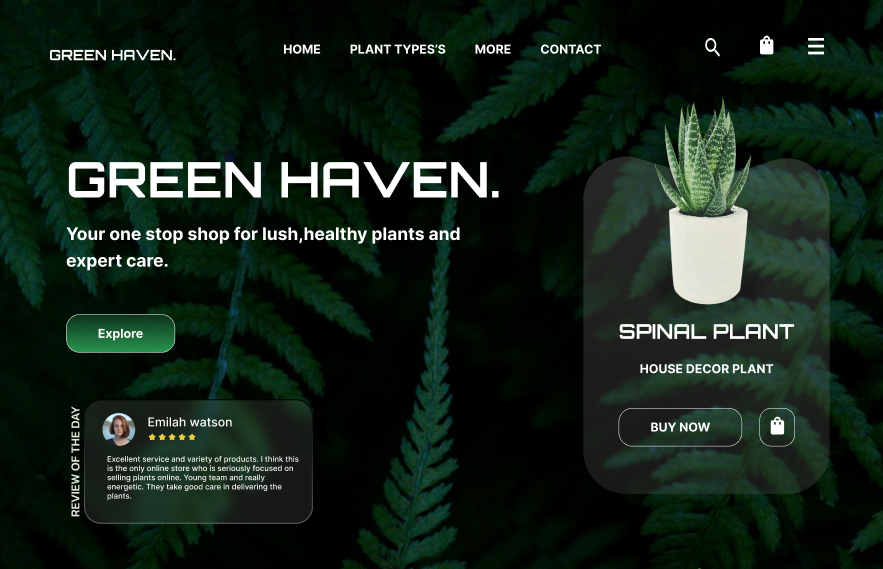 GREEN HAVEN.
HOME
PLANT TYPES'S
MORE
CONTACT
GREEN HAVEN.
Your one stop shop for lush,healthy plants and
expert care.
Explore
REVIEW OF THE DAY
Emilah watson
Excellent service and variety of products. I think this
is the only online store who is seriously focused on
selling plants online. Young team and really
energetic. They take good care in delivering the
plants.
SPINAL PLANT
HOUSE DECOR PLANT
BUY NOW